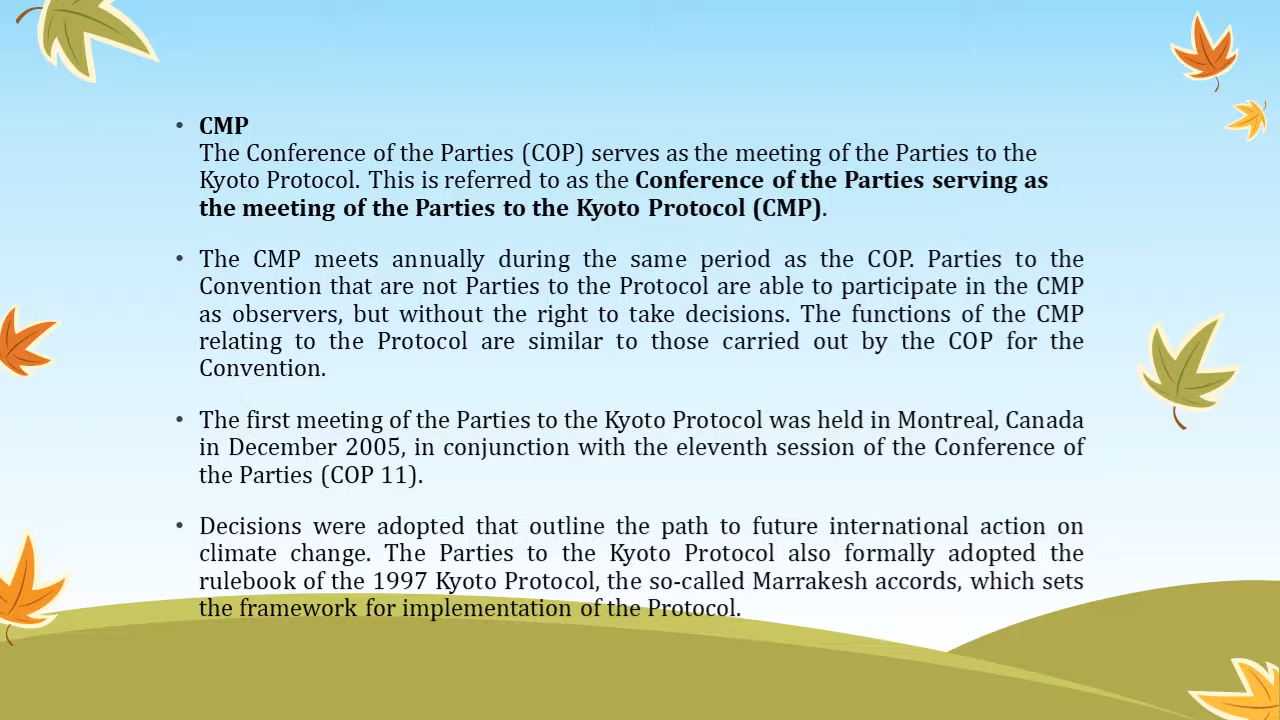 • CMP
The Conference of the Parties (COP) serves as the meeting of the Parties to the
Kyoto Protocol. This is referred to as the Conference of the Parties serving as
the meeting of the Parties to the Kyoto Protocol (CMP).
• The CMP meets annually during the same period as the COP. Parties to the
Convention that are not Parties to the Protocol are able to participate in the CMP
as observers, but without the right to take decisions. The functions of the CMP
relating to the Protocol are similar to those carried out by the COP for the
Convention.
• The first meeting of the Parties to the Kyoto Protocol was held in Montreal, Canada
in December 2005, in conjunction with the eleventh session of the Conference of
the Parties (COP 11).
• Decisions were adopted that outline the path to future international action on
climate change. The Parties to the Kyoto Protocol also formally adopted the
rulebook of the 1997 Kyoto Protocol, the so-called Marrakesh accords, which sets
the framework for implementation of the Protocol.